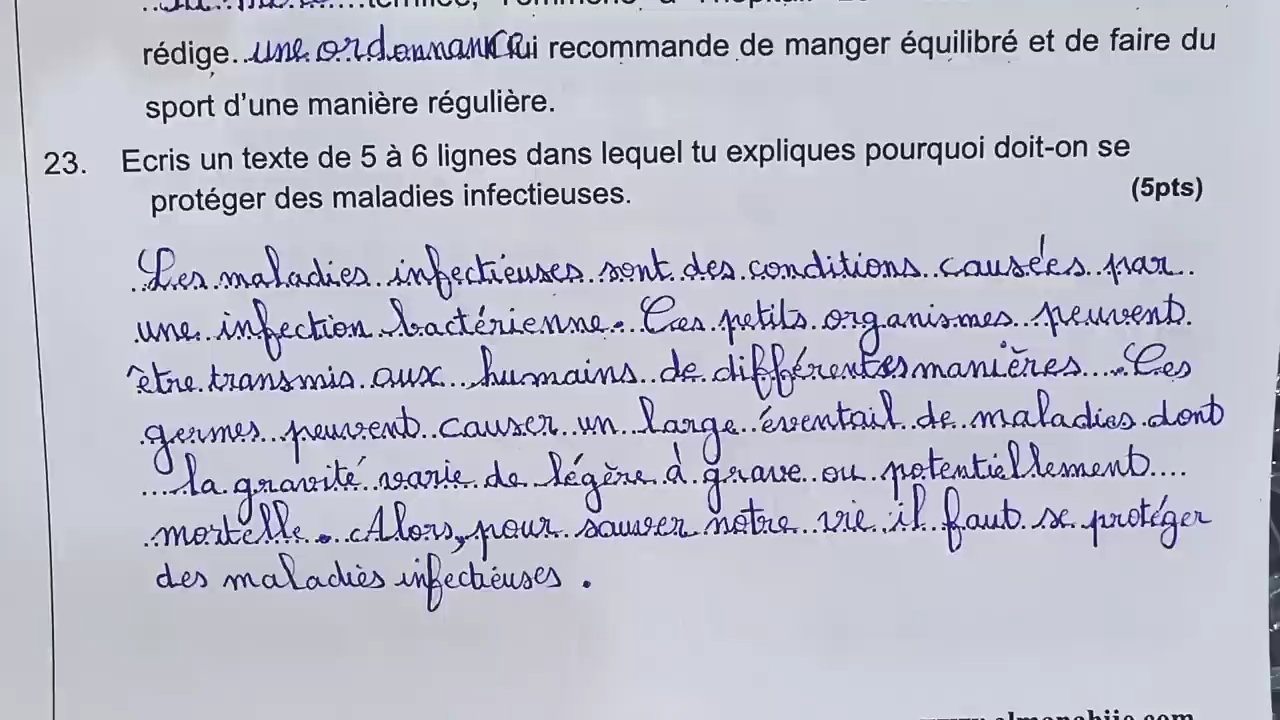 rédige une ordonnance lui recommande de manger équilibré et de faire du
sport d'une manière régulière.
23. Ecris un texte de 5 à 6 lignes dans lequel tu expliques pourquoi doit-on se
protéger des maladies infectieuses. (5pts)
Les maladies infectieuses sont des conditions causées par
une infection bactérienne. Ces petits organismes peuvent
être transmis aux humains de différentes manières. Ces
germes peuvent causer un large éventail de maladies dont
la gravité varie de légère à grave ou potentiellement
mortelle. Alors, pour sauver notre vie il faut se protéger
des maladies infectieuses.